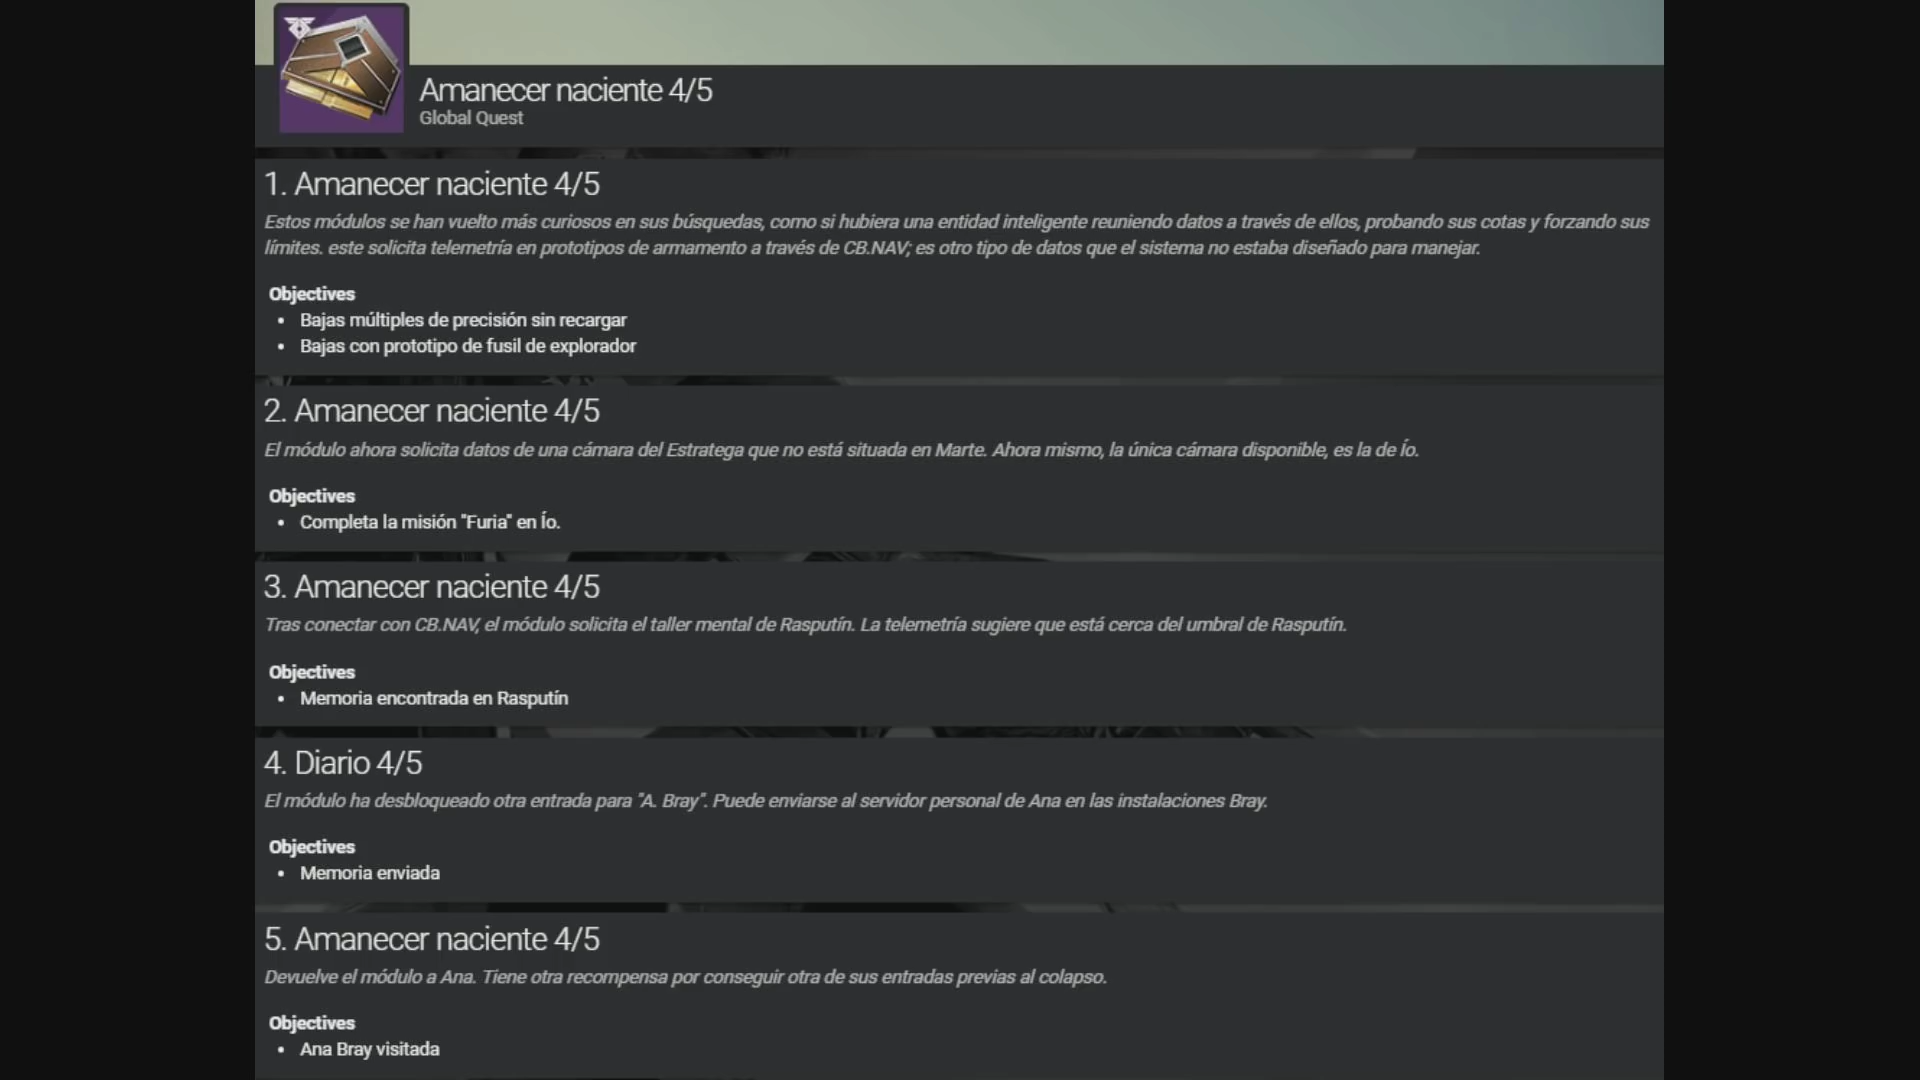 Amanecer naciente 4/5
Global Quest
1. Amanecer naciente 4/5
Estos módulos se han vuelto más curiosos en sus búsquedas, como si hubiera una entidad inteligente reuniendo datos a través de ellos, probando sus cotas y forzando sus
límites. este solicita telemetría en prototipos de armamento a través de CB.NAV; es otro tipo de datos que el sistema no estaba diseñado para manejar.
Objectives
• Bajas múltiples de precisión sin recargar
• Bajas con prototipo de fusil de explorador
2. Amanecer naciente 4/5
El módulo ahora solicita datos de una cámara del Estratega que no está situada en Marte. Ahora mismo, la única cámara disponible, es la de Ío.
Objectives
• Completa la misión "Furia" en Ío.
3. Amanecer naciente 4/5
Tras conectar con CB.NAV, el módulo solicita el taller mental de Rasputín. La telemetría sugiere que está cerca del umbral de Rasputín.
Objectives
• Memoria encontrada en Rasputín
4. Diario 4/5
El módulo ha desbloqueado otra entrada para "A. Bray". Puede enviarse al servidor personal de Ana en las instalaciones Bray.
Objectives
• Memoria enviada
5. Amanecer naciente 4/5
Devuelve el módulo a Ana. Tiene otra recompensa por conseguir otra de sus entradas previas al colapso.
Objectives
• Ana Bray visitada